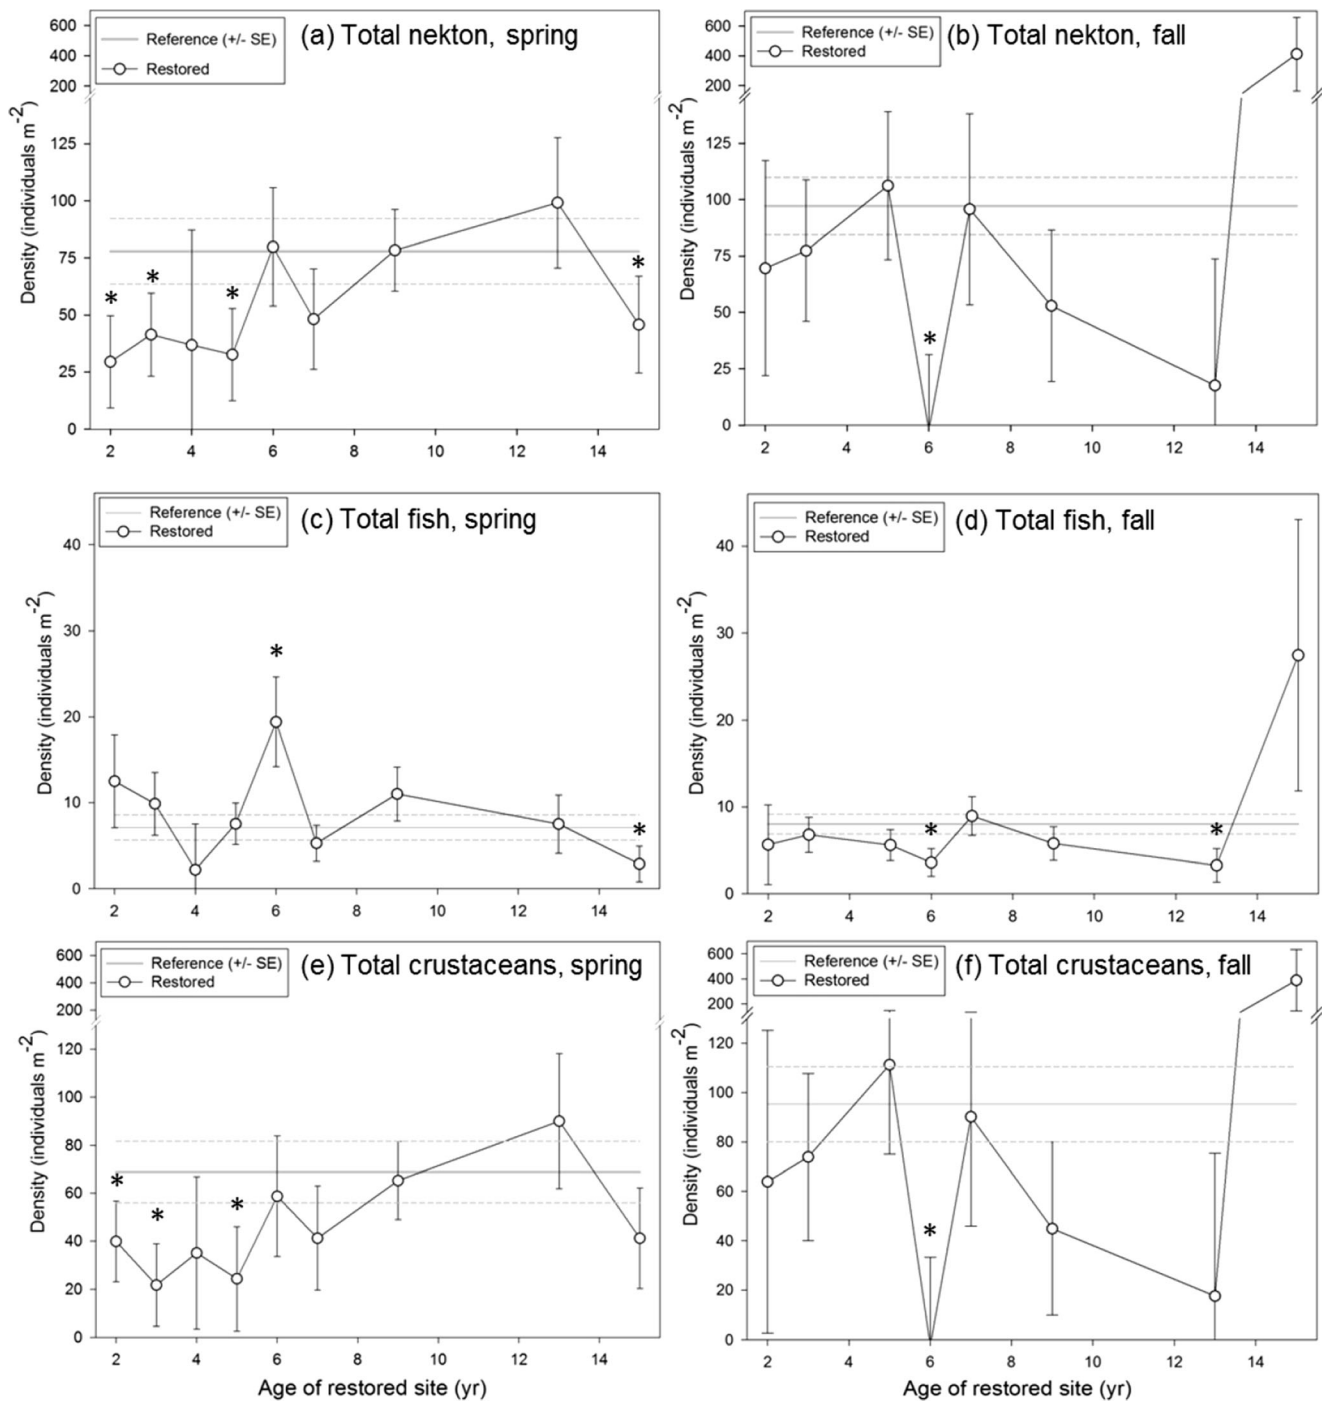 (a) Total nekton, spring
Reference (+/- SE)
Restored
Density (individuals m-2)
600
400
200
125
100
75
50
25
0
* * * *
2 4 6 8 10 12 14
(b) Total nekton, fall
Reference (+/- SE)
Restored
Density (individuals m-2)
600
400
200
125
100
75
50
25
0
*
2 4 6 8 10 12 14
(c) Total fish, spring
Reference (+/- SE)
Restored
Density (individuals m-2)
40
30
20
10
0
* *
2 4 6 8 10 12 14
(d) Total fish, fall
Reference (+/- SE)
Restored
Density (individuals m-2)
40
30
20
10
0
* *
2 4 6 8 10 12 14
(e) Total crustaceans, spring
Reference (+/- SE)
Restored
Density (individuals m-2)
600
400
200
120
100
80
60
40
20
0
* * *
2 4 6 8 10 12 14
Age of restored site (yr)
(f) Total crustaceans, fall
Reference (+/- SE)
Restored
Density (individuals m-2)
600
400
200
120
100
80
60
40
20
0
*
2 4 6 8 10 12 14
Age of restored site (yr)